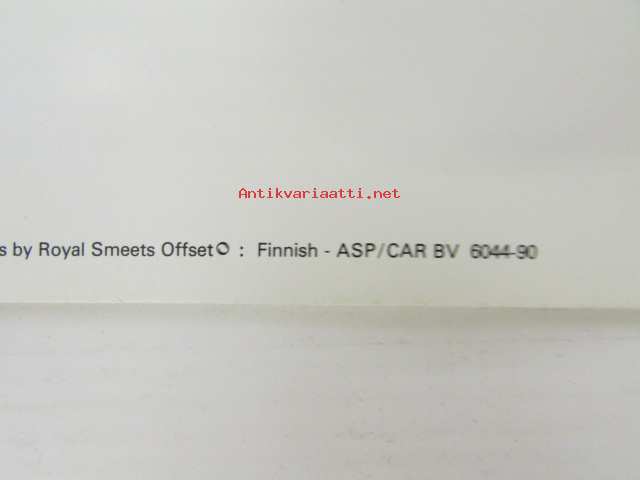 Antikvariaatti.net
s by Royal Smeets Offset : Finnish - ASP/CAR BV 6044-90